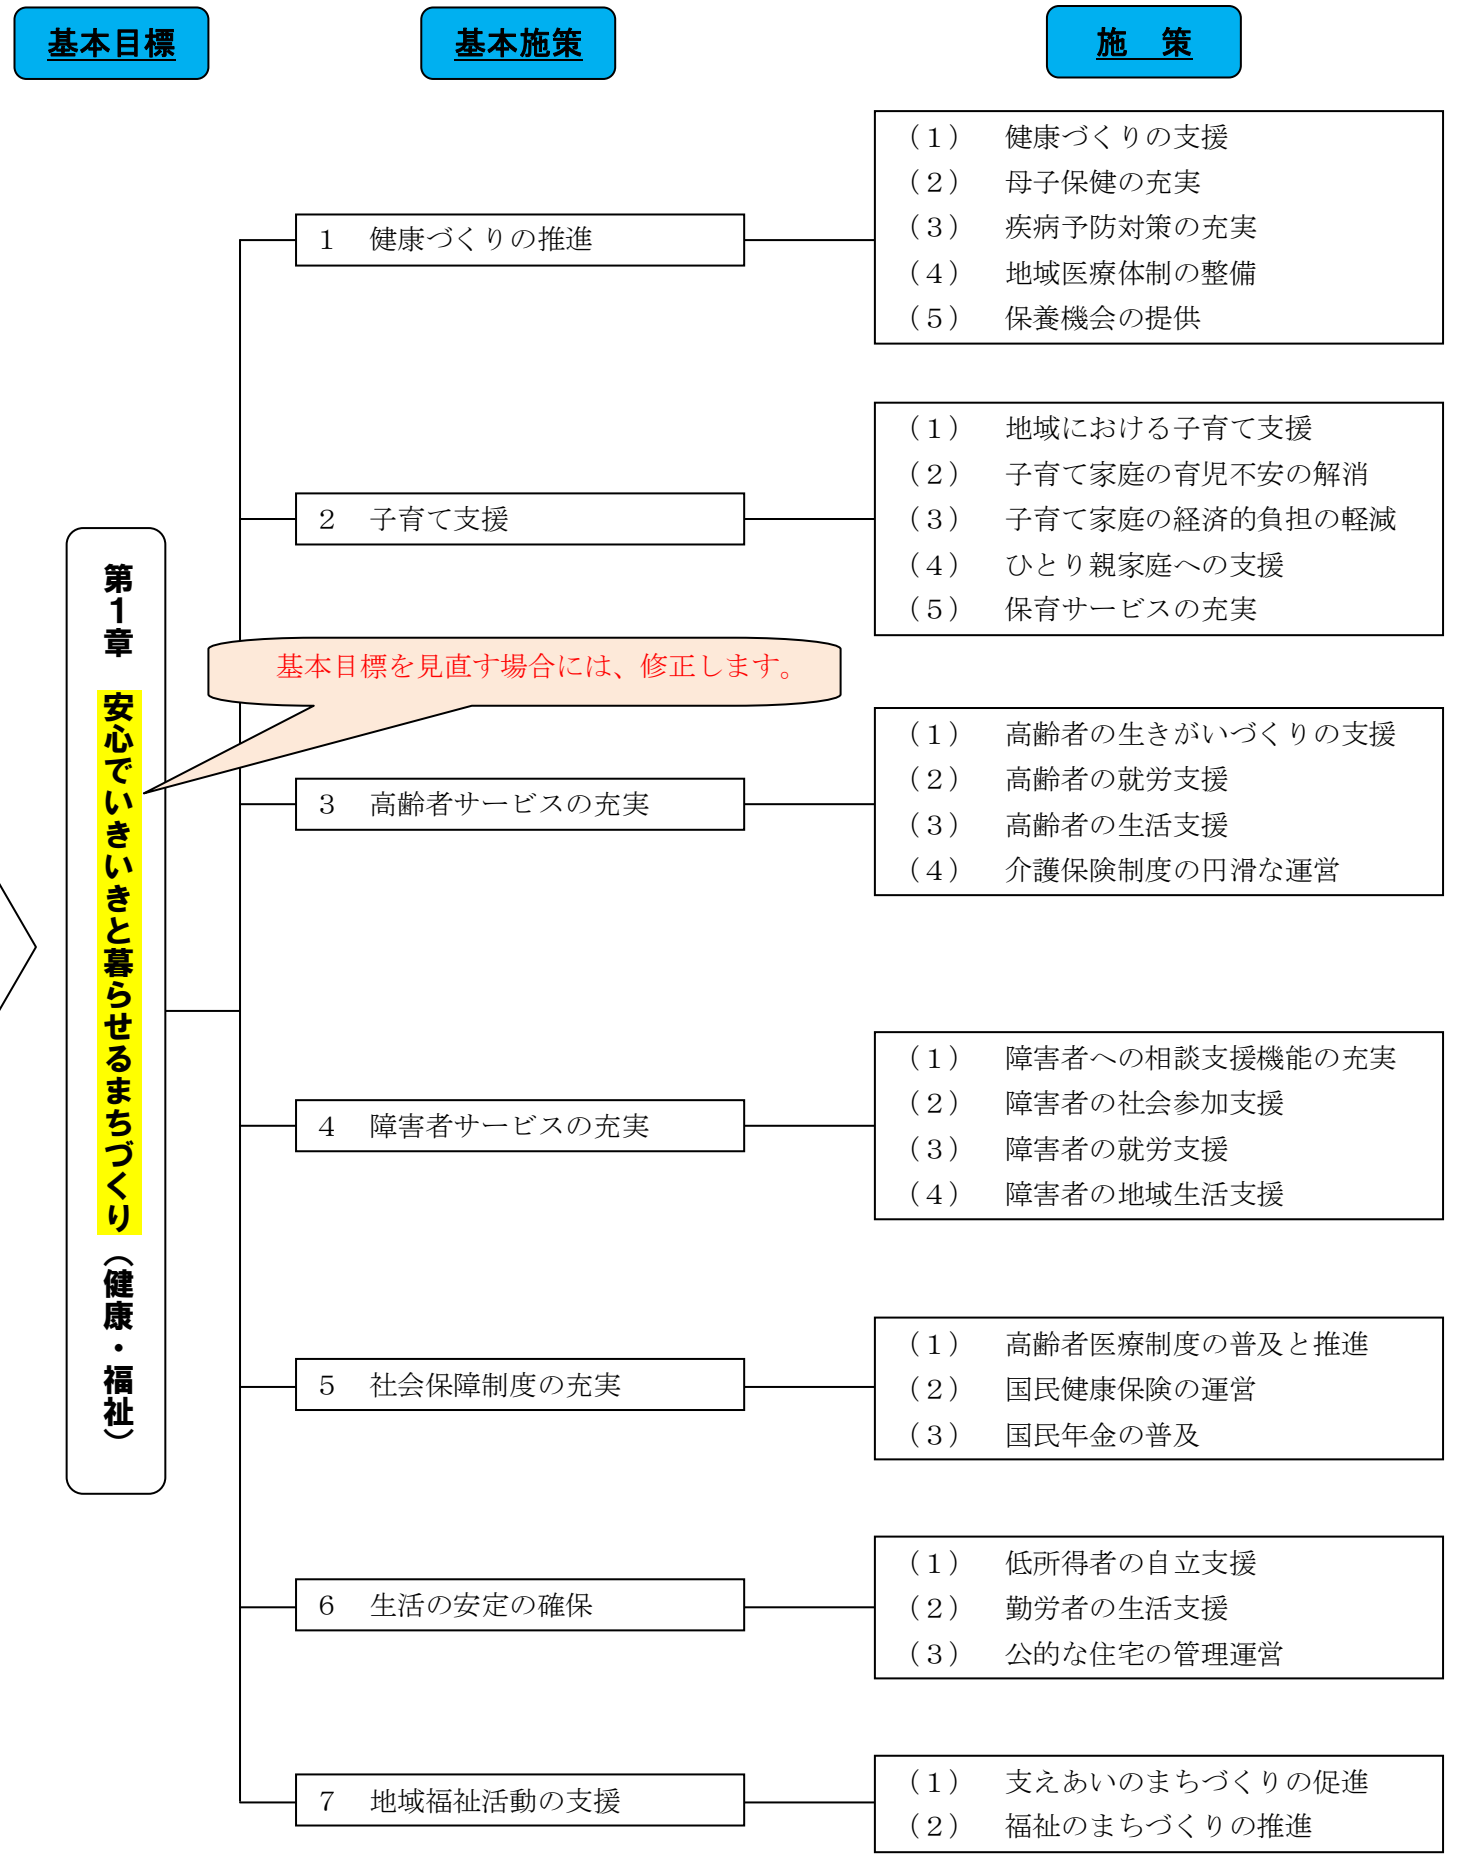 基本目標
基本施策
施　策
第１章　安心でいきいきと暮らせるまちづくり（健康・福祉）
基本目標を見直す場合には、修正します。
１　健康づくりの推進
（１）　健康づくりの支援
（２）　母子保健の充実
（３）　疾病予防対策の充実
（４）　地域医療体制の整備
（５）　保養機会の提供
２　子育て支援
（１）　地域における子育て支援
（２）　子育て家庭の育児不安の解消
（３）　子育て家庭の経済的負担の軽減
（４）　ひとり親家庭への支援
（５）　保育サービスの充実
３　高齢者サービスの充実
（１）　高齢者の生きがいづくりの支援
（２）　高齢者の就労支援
（３）　高齢者の生活支援
（４）　介護保険制度の円滑な運営
４　障害者サービスの充実
（１）　障害者への相談支援機能の充実
（２）　障害者の社会参加支援
（３）　障害者の就労支援
（４）　障害者の地域生活支援
５　社会保障制度の充実
（１）　高齢者医療制度の普及と推進
（２）　国民健康保険の運営
（３）　国民年金の普及
６　生活の安定の確保
（１）　低所得者の自立支援
（２）　勤労者の生活支援
（３）　公的な住宅の管理運営
７　地域福祉活動の支援
（１）　支えあいのまちづくりの促進
（２）　福祉のまちづくりの推進